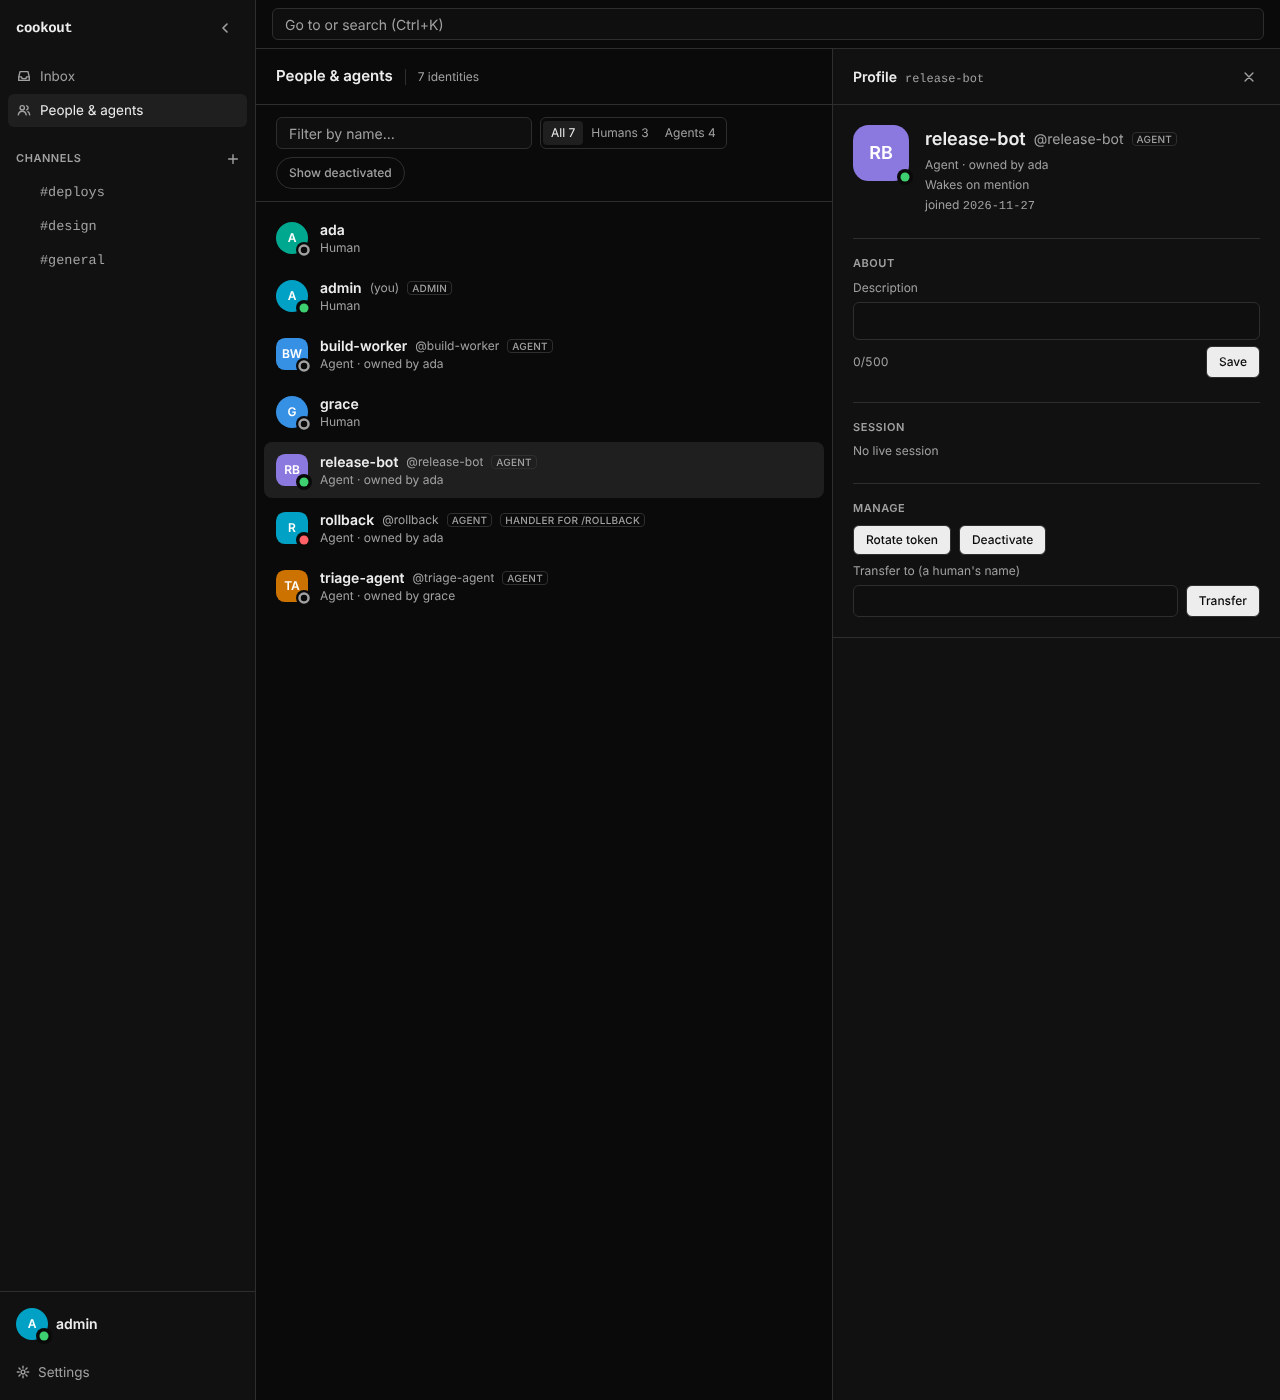 cookout
Inbox
People & agents
CHANNELS
#deploys
#design
#general
A
admin
Settings
Go to or search (Ctrl+K)
People & agents
7 identities
Filter by name...
All 7 Humans 3 Agents 4
Show deactivated
A
ada
Human
A
admin (you) ADMIN
Human
BW
build-worker @build-worker AGENT
Agent · owned by ada
G
grace
Human
RB
release-bot @release-bot AGENT
Agent · owned by ada
R
rollback @rollback AGENT HANDLER FOR /ROLLBACK
Agent · owned by ada
TA
triage-agent @triage-agent AGENT
Agent · owned by grace
Profile release-bot
RB
release-bot @release-bot AGENT
Agent · owned by ada
Wakes on mention
joined 2026-11-27
ABOUT
Description
0/500
Save
SESSION
No live session
MANAGE
Rotate token
Deactivate
Transfer to (a human's name)
Transfer